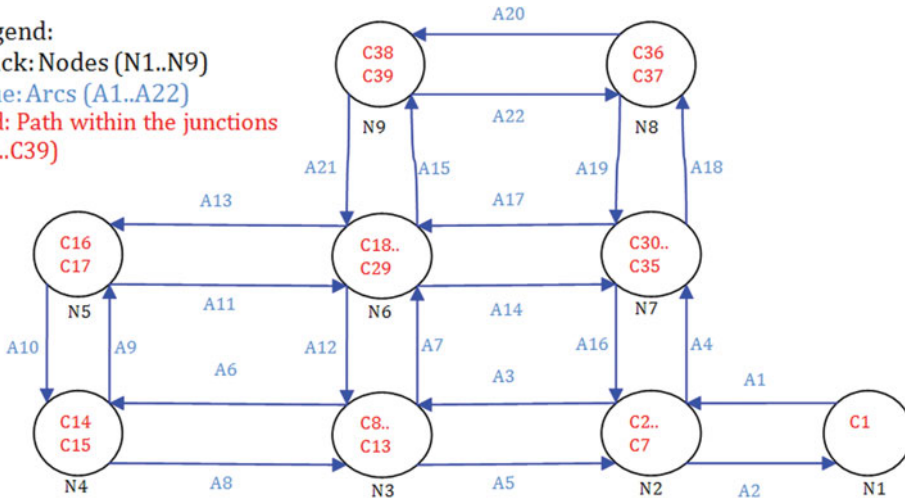 gend:
ck: Nodes (N1..N9)
e: Arcs (A1..A22)
l: Path within the junctions
..C39)
A20
C38
C39
C36
C37
N9
A22
N8
A21
A15
A19
A18
A13
A17
C16
C17
C18..
C29
C30..
C35
N5
A11
N6
A14
N7
A10
A9
A12
A7
A16
A4
A6
A3
A1
C14
C15
C8..
C13
C2..
C7
C1
N4
A8
N3
A5
N2
A2
N1